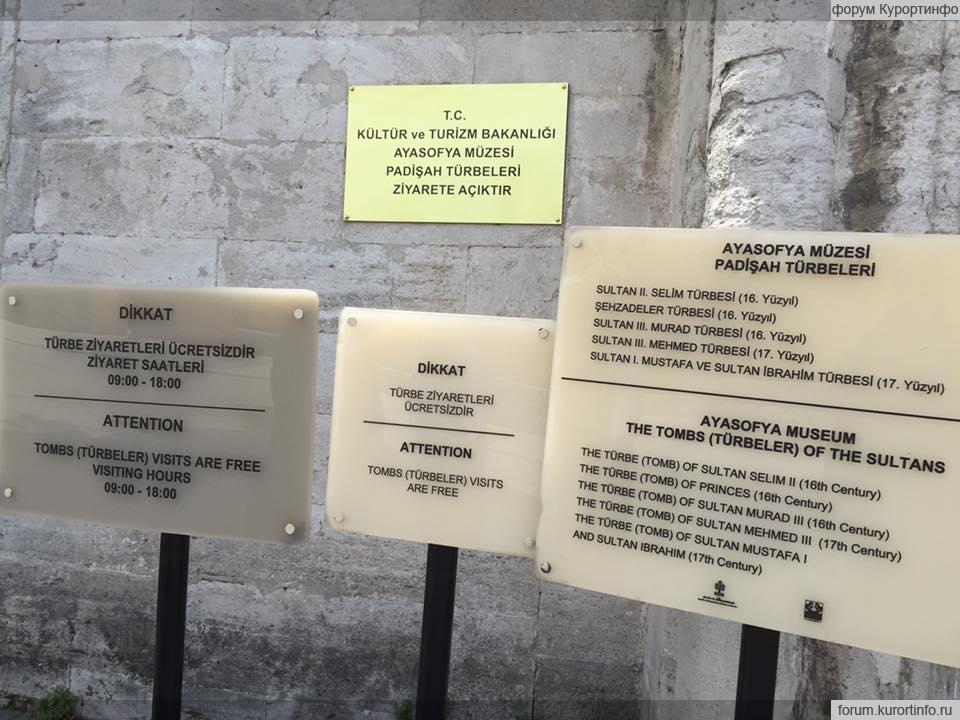 форум Курортинфо
T.C.
KÜLTÜR ve TURİZM BAKANLIĞI
AYASOFYA MÜZESİ
PADİŞAH TÜRBELERİ
ZİYARETE AÇIKTIR
DİKKAT
TÜRBE ZİYARETLERİ ÜCRETSİZDİR
ZİYARET SAATLERİ
09:00 - 18:00
ATTENTION
TOMBS (TÜRBELER) VISITS ARE FREE
VISITING HOURS
09:00 - 18:00
DİKKAT
TÜRBE ZİYARETLERİ
ÜCRETSİZDİR
ATTENTION
TOMBS (TÜRBELER) VISITS
ARE FREE
AYASOFYA MÜZESİ
PADİŞAH TÜRBELERİ
SULTAN II. SELİM TÜRBESİ (16. Yüzyıl)
ŞEHZADELER TÜRBESİ (16. Yüzyıl)
SULTAN III. MURAD TÜRBESİ (16. Yüzyıl)
SULTAN III. MEHMED TÜRBESİ (17. Yüzyıl)
SULTAN I. MUSTAFA VE SULTAN İBRAHİM TÜRBESİ (17. Yüzyıl)
AYASOFYA MUSEUM
THE TOMBS (TÜRBELER) OF THE SULTANS
THE TÜRBE (TOMB) OF SULTAN SELIM II (16th Century)
THE TÜRBE (TOMB) OF PRINCES (16th Century)
THE TÜRBE (TOMB) OF SULTAN MURAD III (16th Century)
THE TÜRBE (TOMB) OF SULTAN MEHMED III (17th Century)
THE TÜRBE (TOMB) OF SULTAN MUSTAFA I
AND SULTAN IBRAHIM (17th Century)
forum.kurortinfo.ru